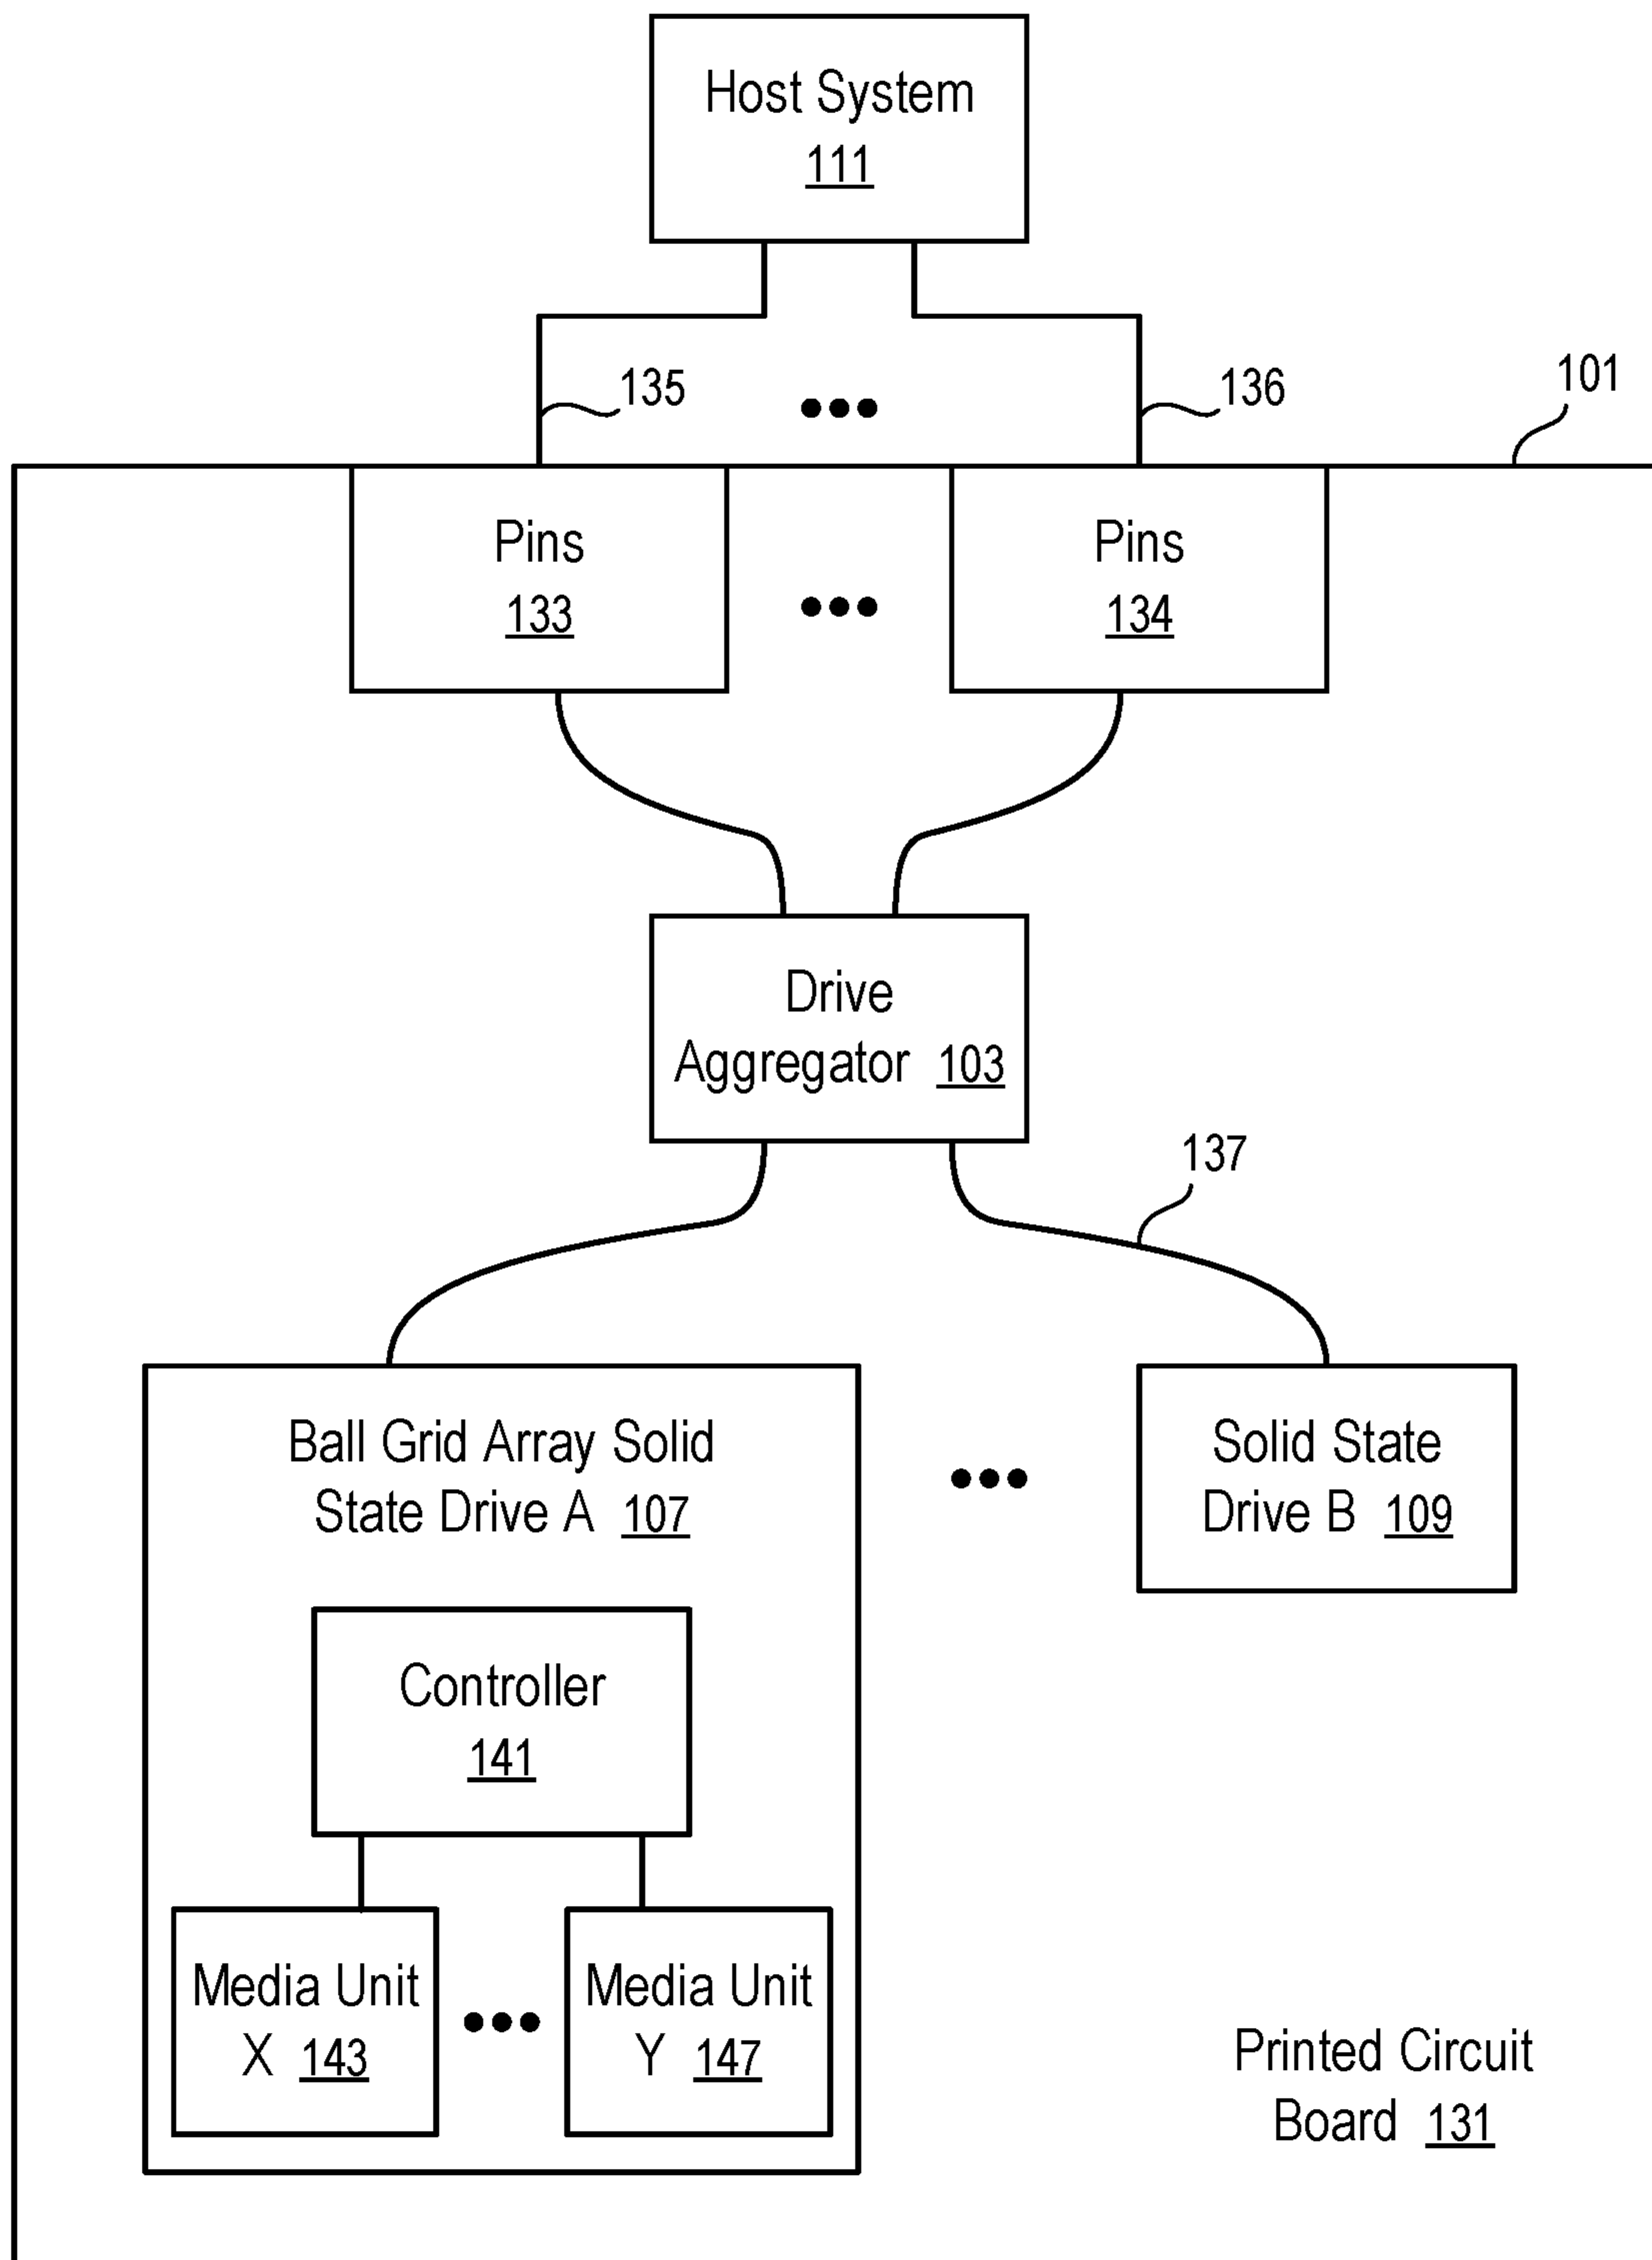 Host System
111
135
136
101
Pins
133
Pins
134
Drive
Aggregator 103
137
Ball Grid Array Solid
State Drive A 107
Solid State
Drive B 109
Controller
141
Media Unit
X 143
Media Unit
Y 147
Printed Circuit
Board 131